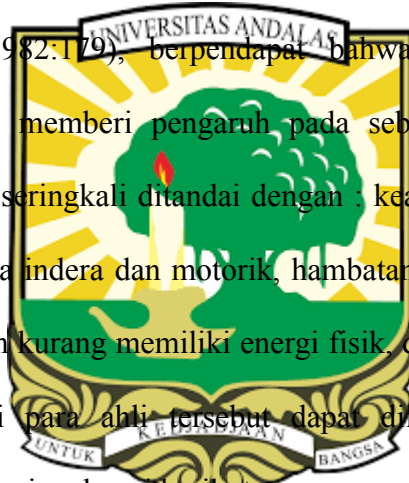 UNIVERSITAS ANDALAS
982:179), berpendapat bahwa
memberi pengaruh pada seb
seringkali ditandai dengan : kea
a indera dan motorik, hambatan
kurang memiliki energi fisik,
i para ahli tersebut dapat di
UNTUK KEDJAJAAN BANGSA